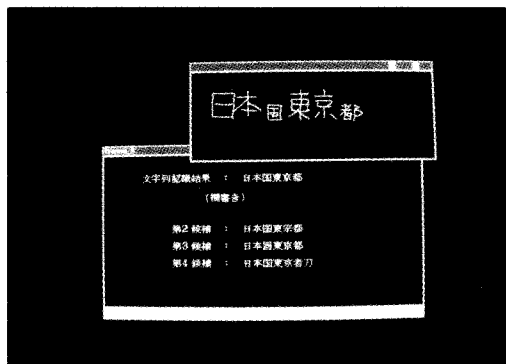 日本国東京都
文字列認識結果 : 日本国東京都
(横書き)
第2候補 : 日本国東京都
第3候補 : 日本国東京都
第4候補 : 日本国東京者刀